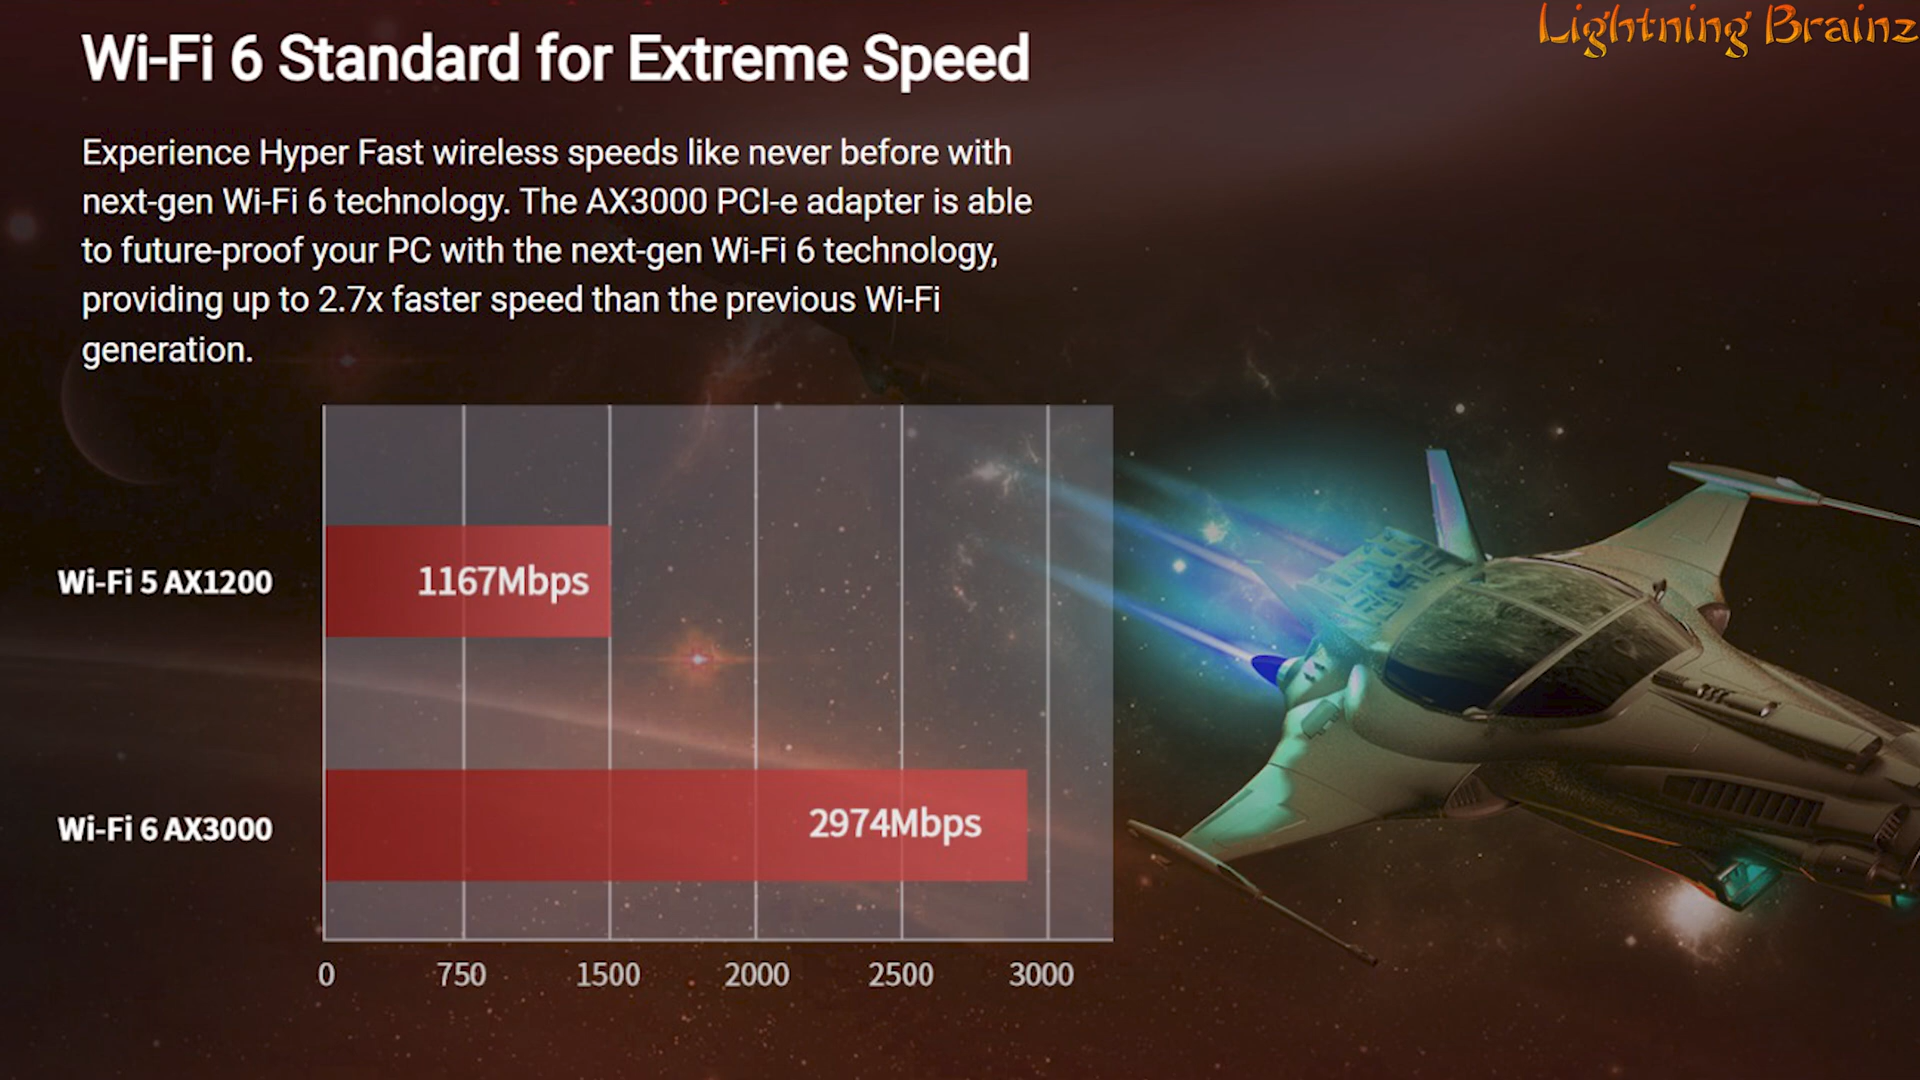 Lightning Brainz
Wi-Fi 6 Standard for Extreme Speed
Experience Hyper Fast wireless speeds like never before with
next-gen Wi-Fi 6 technology. The AX3000 PCI-e adapter is able
to future-proof your PC with the next-gen Wi-Fi 6 technology,
providing up to 2.7x faster speed than the previous Wi-Fi
generation.
Wi-Fi 5 AX1200
1167Mbps
Wi-Fi 6 AX3000
2974Mbps
0 750 1500 2000 2500 3000